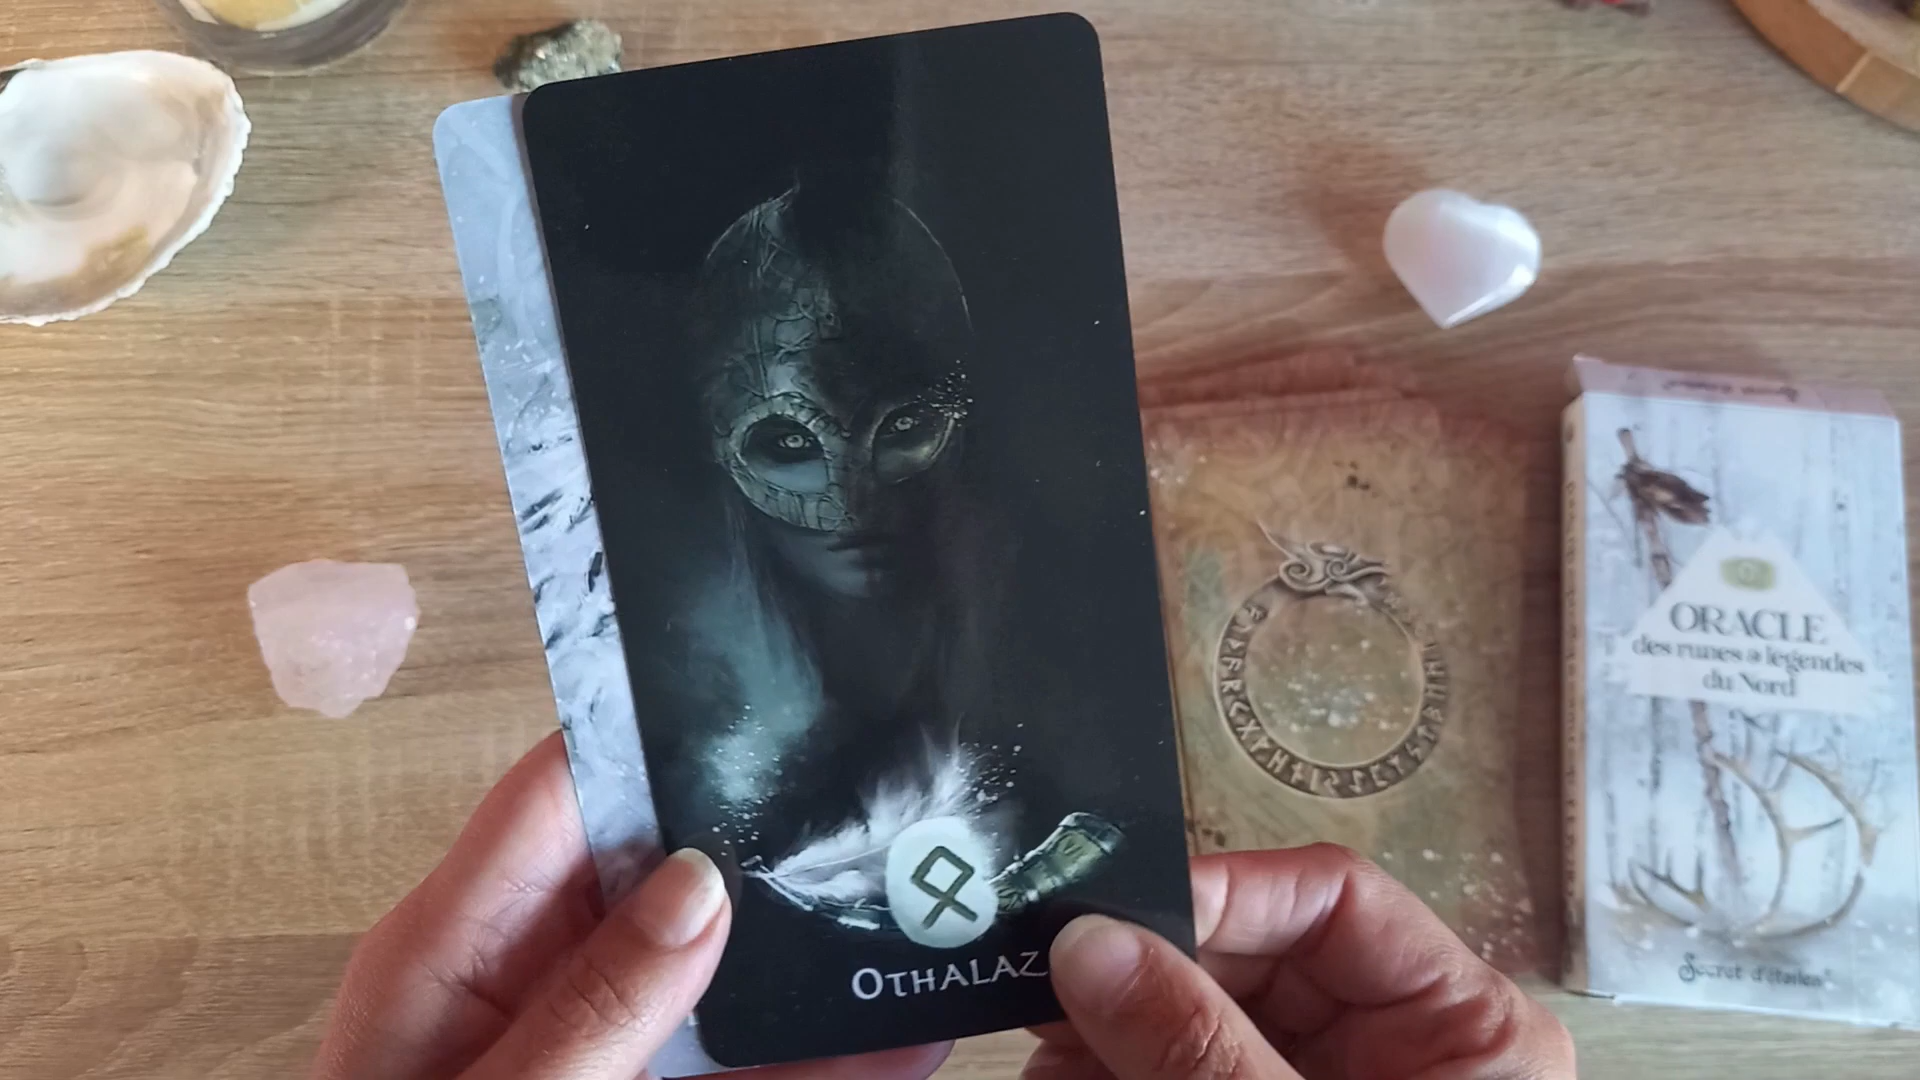 OTHALAZ
ORACLE
des runes & légendes
du Nord
Secret d'étoiles